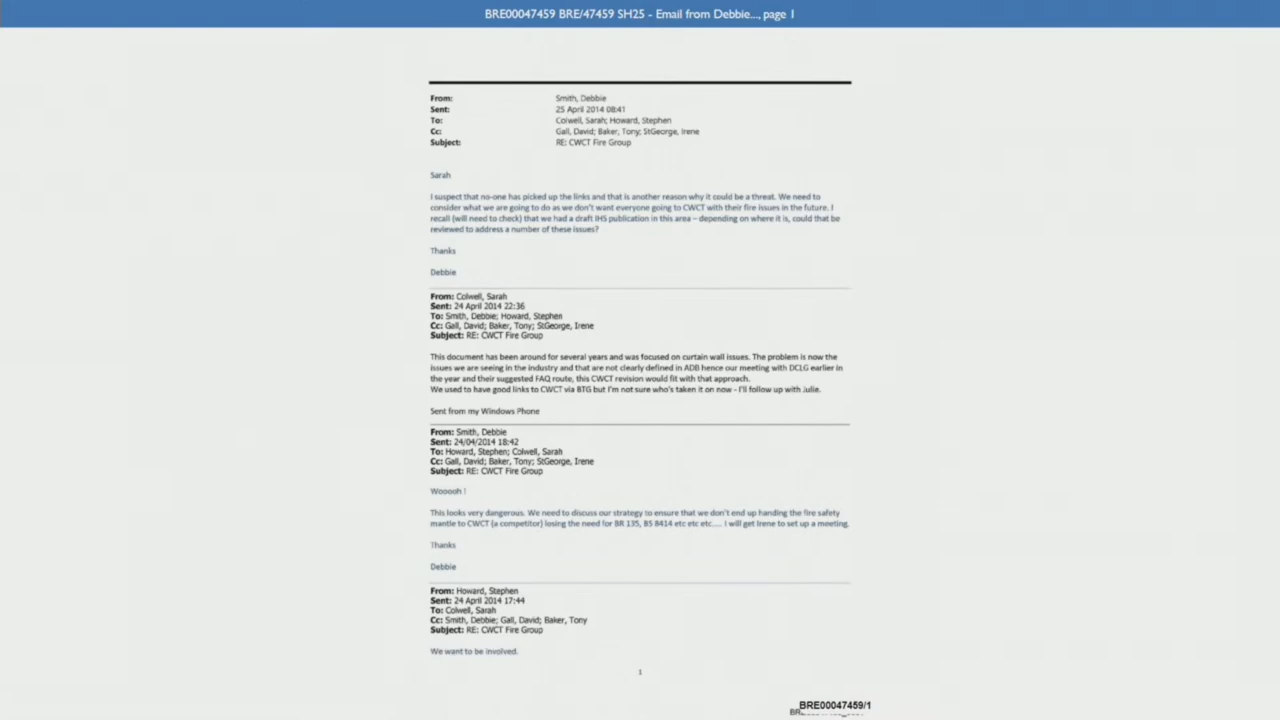 BRE00047459 BRE/47459 SH25 - Email from Debbie..., page 1
From: Smith, Debbie
Sent: 25 April 2014 08:41
To: Colwell, Sarah; Howard, Stephen
Cc: Gall, David; Baker, Tony; StGeorge, Irene
Subject: RE: CWCT Fire Group
Sarah
I suspect that no-one has picked up the links and that is another reason why it could be a threat. We need to
consider what we are going to do as we don't want everyone going to CWCT with their fire issues in the future. I
recall (will need to check) that we had a draft IHS publication in this area – depending on where it is, could that be
reviewed to address a number of these issues?
Thanks
Debbie
From: Colwell, Sarah
Sent: 24 April 2014 22:36
To: Smith, Debbie; Howard, Stephen
Cc: Gall, David; Baker, Tony; StGeorge, Irene
Subject: RE: CWCT Fire Group
This document has been around for several years and was focused on curtain wall issues. The problem is now the
issues we are seeing in the industry and that are not clearly defined in ADB hence our meeting with DCLG earlier in
the year and their suggested FAQ route, this CWCT revision would fit with that approach.
We used to have good links to CWCT via BTG but I'm not sure who's taken it on now - I'll follow up with Julie.
Sent from my Windows Phone
From: Smith, Debbie
Sent: 24/04/2014 18:42
To: Howard, Stephen; Colwell, Sarah
Cc: Gall, David; Baker, Tony; StGeorge, Irene
Subject: RE: CWCT Fire Group
Wooooh !
This looks very dangerous. We need to discuss our strategy to ensure that we don't end up handing the fire safety
mantle to CWCT (a competitor) losing the need for BR 135, BS 8414 etc etc etc.... I will get Irene to set up a meeting.
Thanks
Debbie
From: Howard, Stephen
Sent: 24 April 2014 17:44
To: Colwell, Sarah
Cc: Smith, Debbie; Gall, David; Baker, Tony
Subject: RE: CWCT Fire Group
We want to be involved.
1
BRE00047459/1